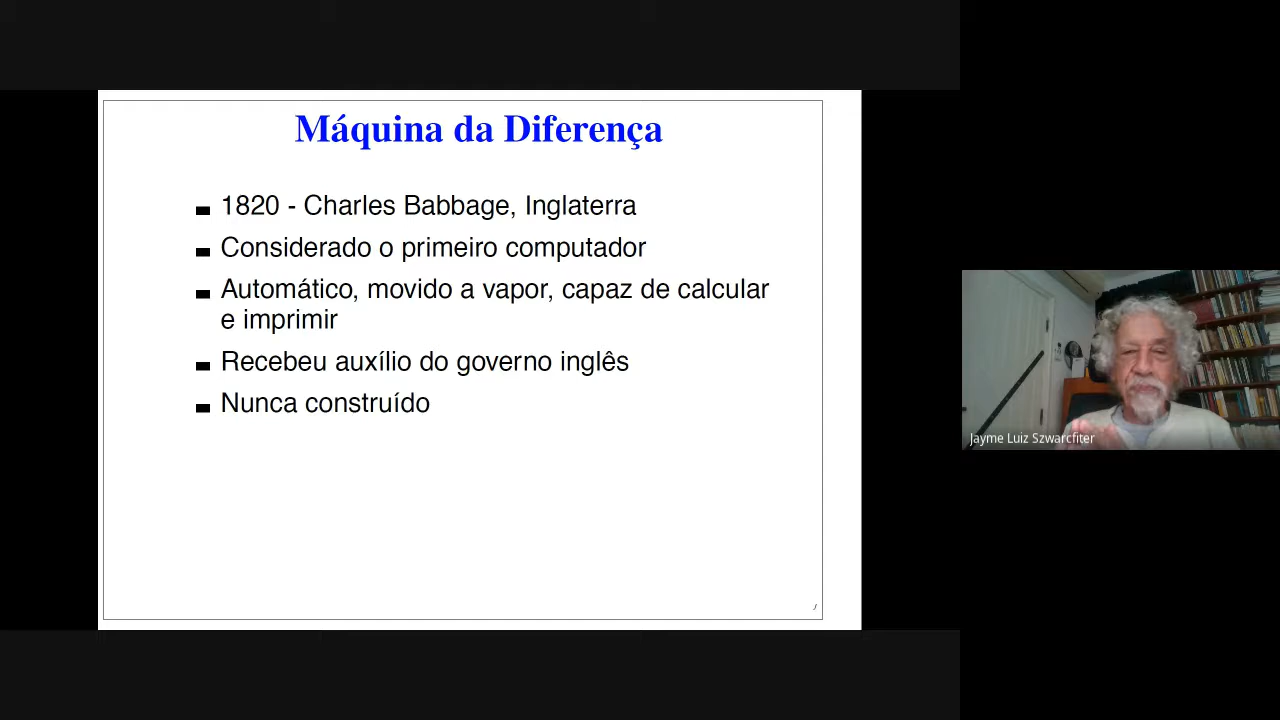 Máquina da Diferença
1820 - Charles Babbage, Inglaterra
Considerado o primeiro computador
Automático, movido a vapor, capaz de calcular
e imprimir
Recebeu auxílio do governo inglês
Nunca construído
Jayme Luiz Szwarcfiter